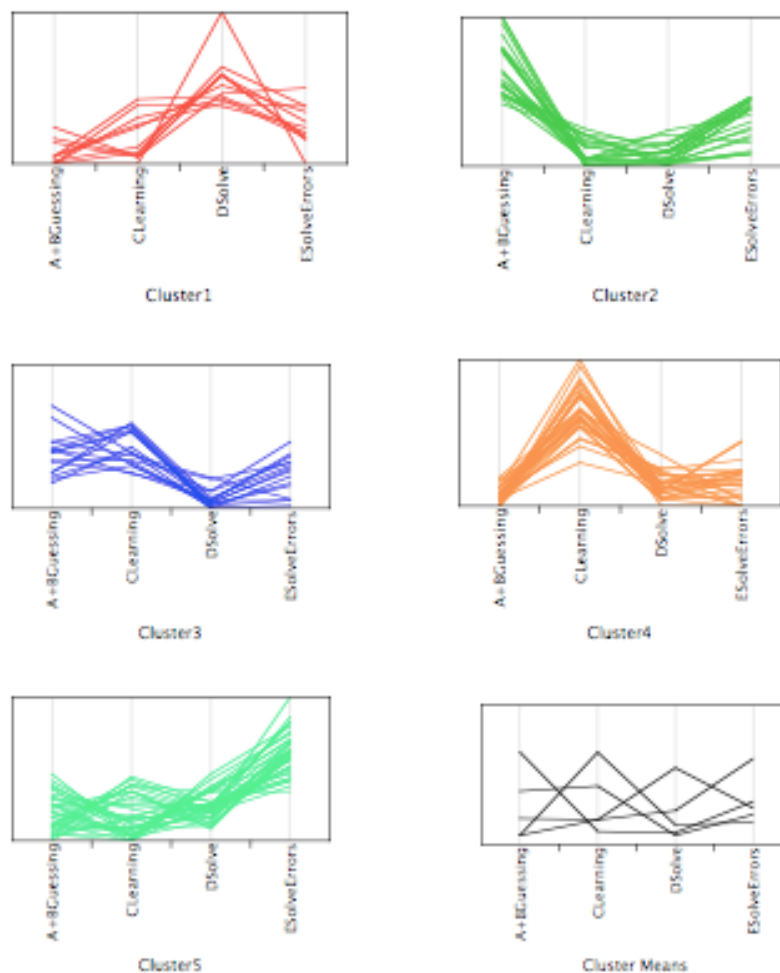 A+BGuessing
CLearning
DSolve
ESolveErrors
Cluster1
A+BGuessing
CLearning
DSolve
ESolveErrors
Cluster2
A+BGuessing
CLearning
DSolve
ESolveErrors
Cluster3
A+BGuessing
CLearning
DSolve
ESolveErrors
Cluster4
A+BGuessing
CLearning
DSolve
ESolveErrors
Cluster5
A+BGuessing
CLearning
DSolve
ESolveErrors
Cluster Means